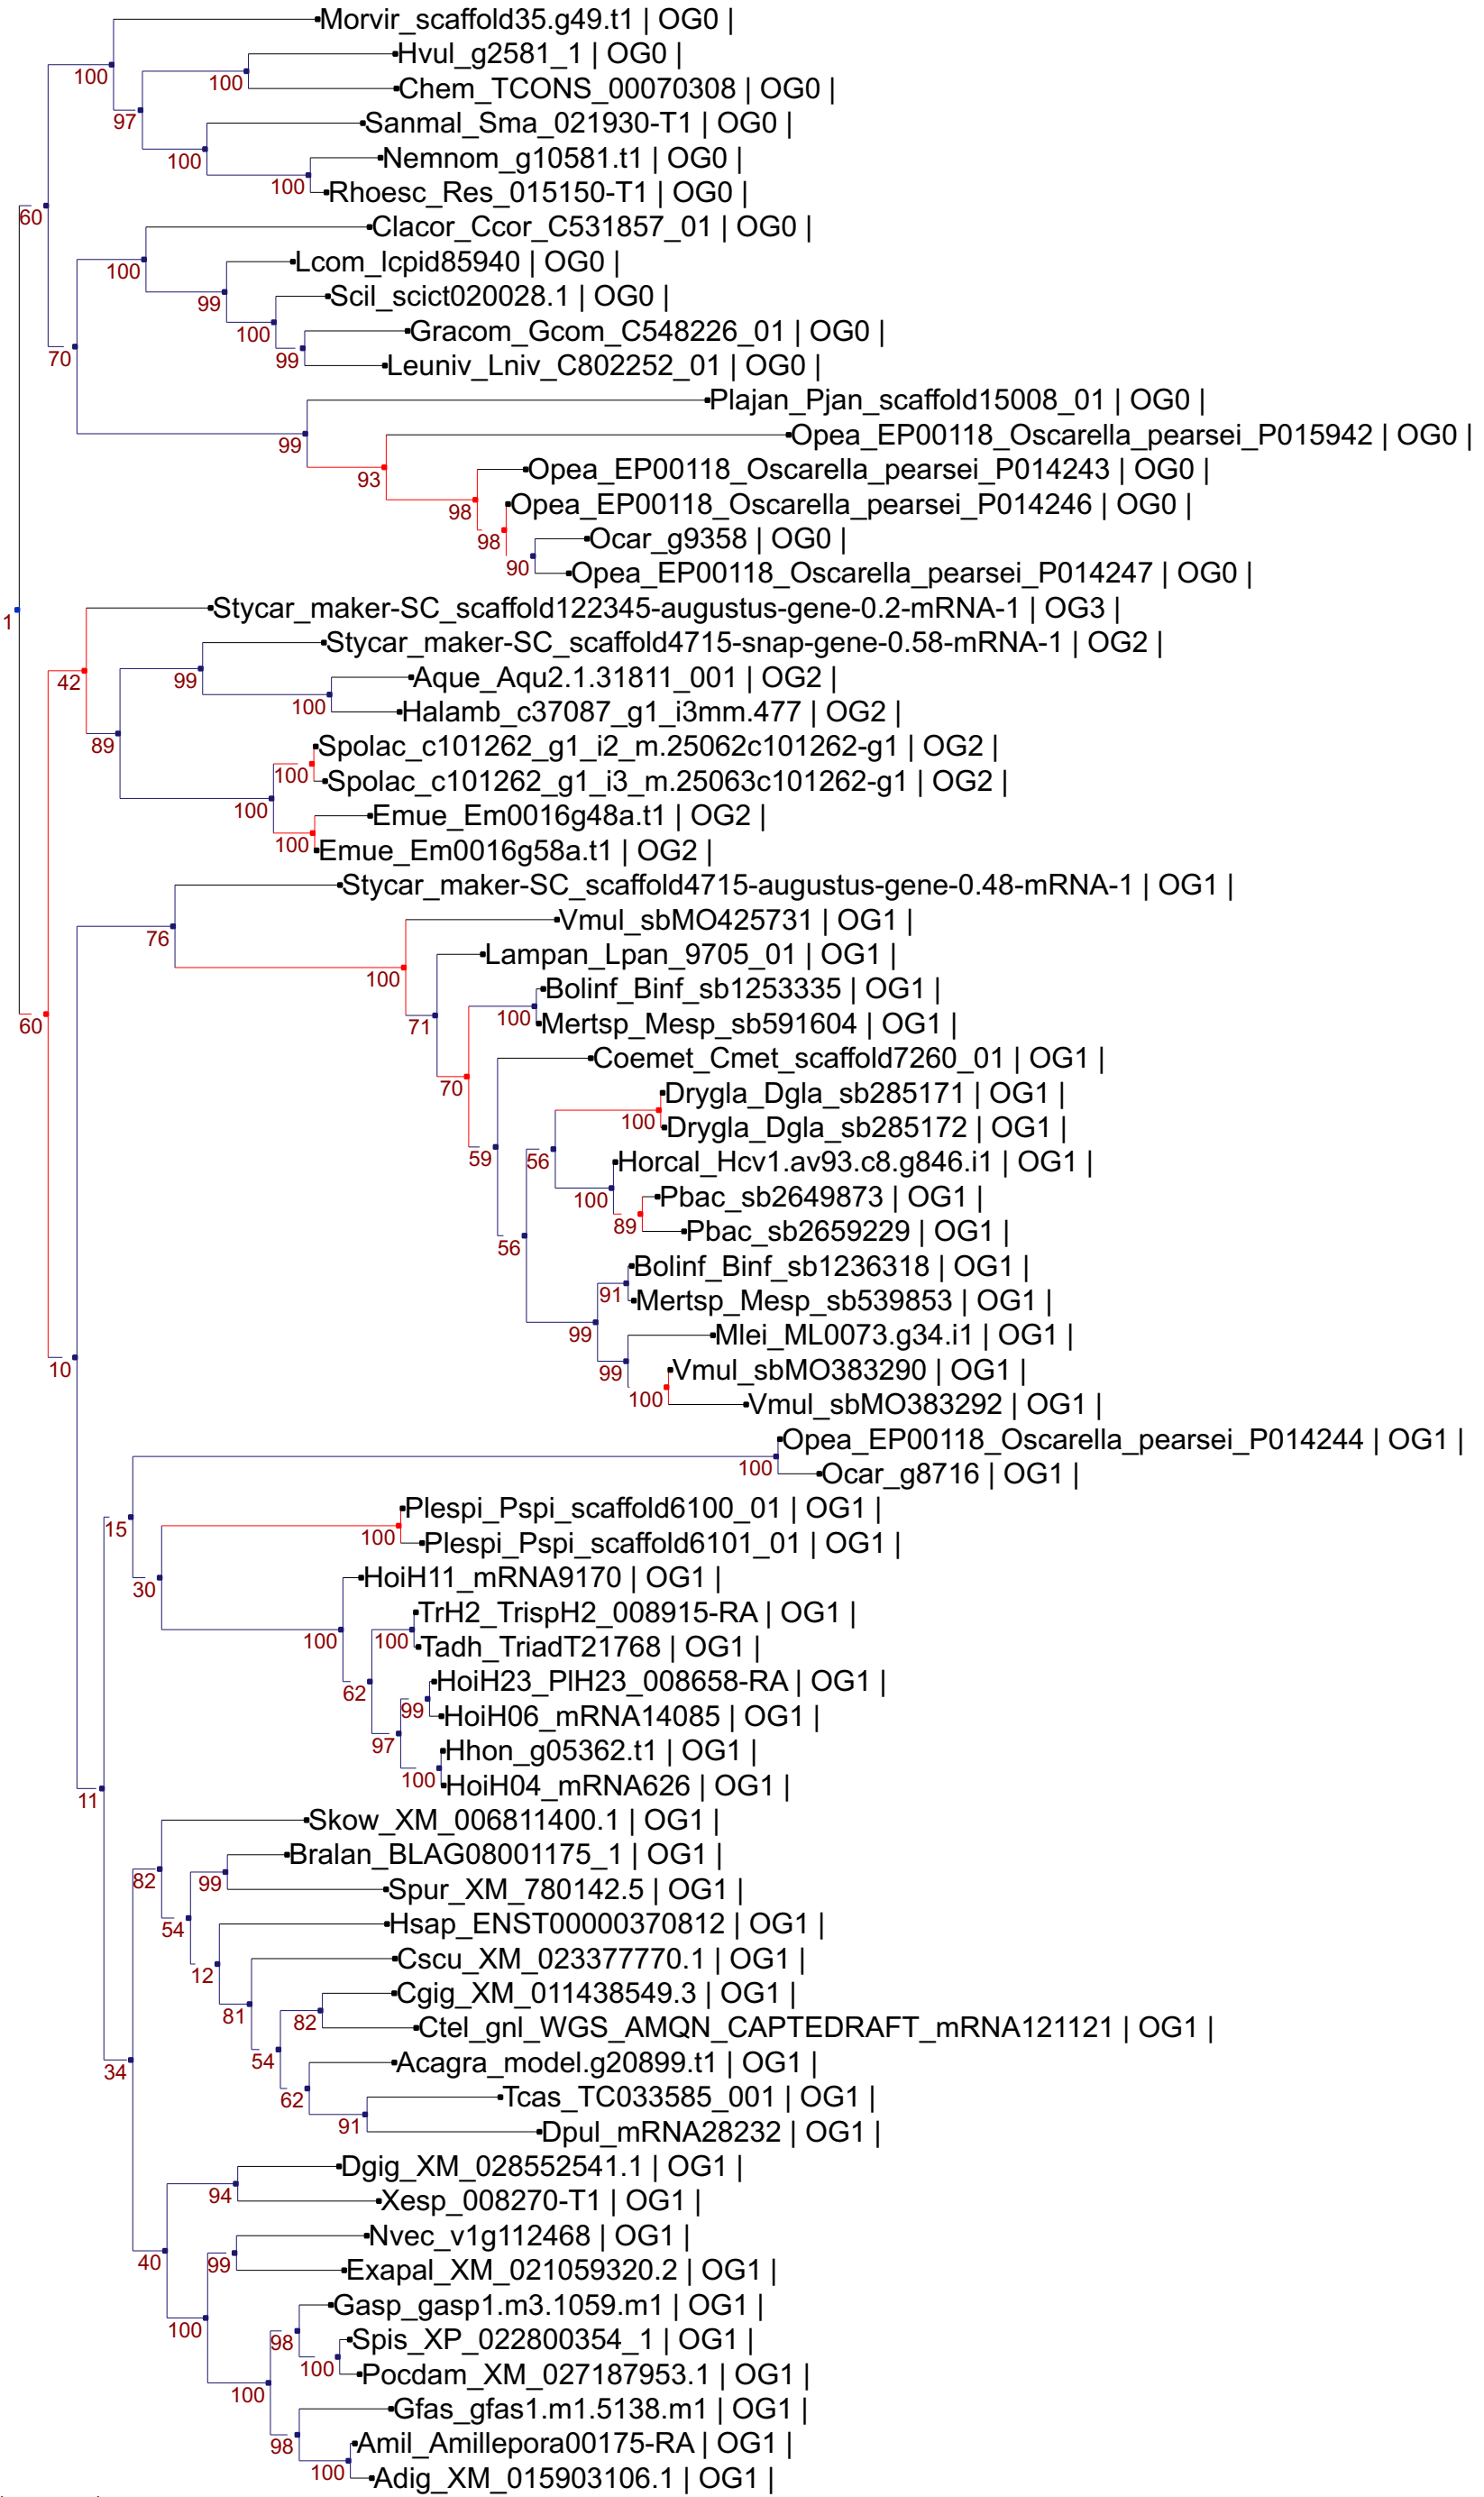 Morvir_scaffold35.g49.t1 | OG0 |
Hvul_g2581_1 | OG0 |
100
100
Chem_TCONS_00070308 | OG0 |
97
Sanmal_Sma_021930-T1 | OG0 |
100
Nemnom_g10581.t1 | OG0 |
100
Rhoesc_Res_015150-T1 | OG0 |
60
Clacor_Ccor_C531857_01 | OG0 |
100
Lcom_lcpid85940 | OG0 |
99
Scil_scict020028.1 | OG0 |
100
Gracom_Gcom_C548226_01 | OG0 |
70
99
Leuniv_Lniv_C802252_01 | OG0 |
Plajan_Pjan_scaffold15008_01 | OG0 |
99
Opea_EP00118_Oscarella_pearsei_P015942 | OG0 |
93
Opea_EP00118_Oscarella_pearsei_P014243 | OG0 |
98
Opea_EP00118_Oscarella_pearsei_P014246 | OG0 |
98
Ocar_g9358 | OG0 |
90
Opea_EP00118_Oscarella_pearsei_P014247 | OG0 |
1
Stycar_maker-SC_scaffold122345-augustus-gene-0.2-mRNA-1 | OG3 |
Stycar_maker-SC_scaffold4715-snap-gene-0.58-mRNA-1 | OG2 |
42
99
Aque_Aqu2.1.31811_001 | OG2 |
100
Halamb_c37087_g1_i3mm.477 | OG2 |
89
Spolac_c101262_g1_i2_m.25062c101262-g1 | OG2 |
100
Spolac_c101262_g1_i3_m.25063c101262-g1 | OG2 |
100
Emue_Em0016g48a.t1 | OG2 |
100
Emue_Em0016g58a.t1 | OG2 |
Stycar_maker-SC_scaffold4715-augustus-gene-0.48-mRNA-1 | OG1 |
76
Vmul_sbMO425731 | OG1 |
100
Lampan_Lpan_9705_01 | OG1 |
Bolinf_Binf_sb1253335 | OG1 |
60
71
100
Mertsp_Mesp_sb591604 | OG1 |
Coemet_Cmet_scaffold7260_01 | OG1 |
70
Drygla_Dgla_sb285171 | OG1 |
100
Drygla_Dgla_sb285172 | OG1 |
59
56
Horcal_Hcv1.av93.c8.g846.i1 | OG1 |
100
Pbac_sb2649873 | OG1 |
89
Pbac_sb2659229 | OG1 |
56
Bolinf_Binf_sb1236318 | OG1 |
91
Mertsp_Mesp_sb539853 | OG1 |
99
Mlei_ML0073.g34.i1 | OG1 |
10
99
Vmul_sbMO383290 | OG1 |
100
Vmul_sbMO383292 | OG1 |
Opea_EP00118_Oscarella_pearsei_P014244 | OG1 |
100
Ocar_g8716 | OG1 |
Plespi_Pspi_scaffold6100_01 | OG1 |
15
100
Plespi_Pspi_scaffold6101_01 | OG1 |
30
HoiH11_mRNA9170 | OG1 |
TrH2_TrispH2_008915-RA | OG1 |
100
100
Tadh_TriadT21768 | OG1 |
62
HoiH23_PlH23_008658-RA | OG1 |
99
HoiH06_mRNA14085 | OG1 |
97
Hhon_g05362.t1 | OG1 |
100
HoiH04_mRNA626 | OG1 |
11
Skow_XM_006811400.1 | OG1 |
Bralan_BLAG08001175_1 | OG1 |
82
99
Spur_XM_780142.5 | OG1 |
54
Hsap_ENST00000370812 | OG1 |
12
Cscu_XM_023377770.1 | OG1 |
81
Cgig_XM_011438549.3 | OG1 |
82
Ctel_gnl_WGS_AMQN_CAPTEDRAFT_mRNA121121 | OG1 |
54
Acagra_model.g20899.t1 | OG1 |
34
62
Tcas_TC033585_001 | OG1 |
91
Dpul_mRNA28232 | OG1 |
Dgig_XM_028552541.1 | OG1 |
94
Xesp_008270-T1 | OG1 |
Nvec_v1g112468 | OG1 |
40
99
Exapal_XM_021059320.2 | OG1 |
Gasp_gasp1.m3.1059.m1 | OG1 |
100
98
Spis_XP_022800354_1 | OG1 |
100
Pocdam_XM_027187953.1 | OG1 |
100
Gfas_gfas1.m1.5138.m1 | OG1 |
98
Amil_Amillepora00175-RA | OG1 |
100
Adig_XM_015903106.1 | OG1 |